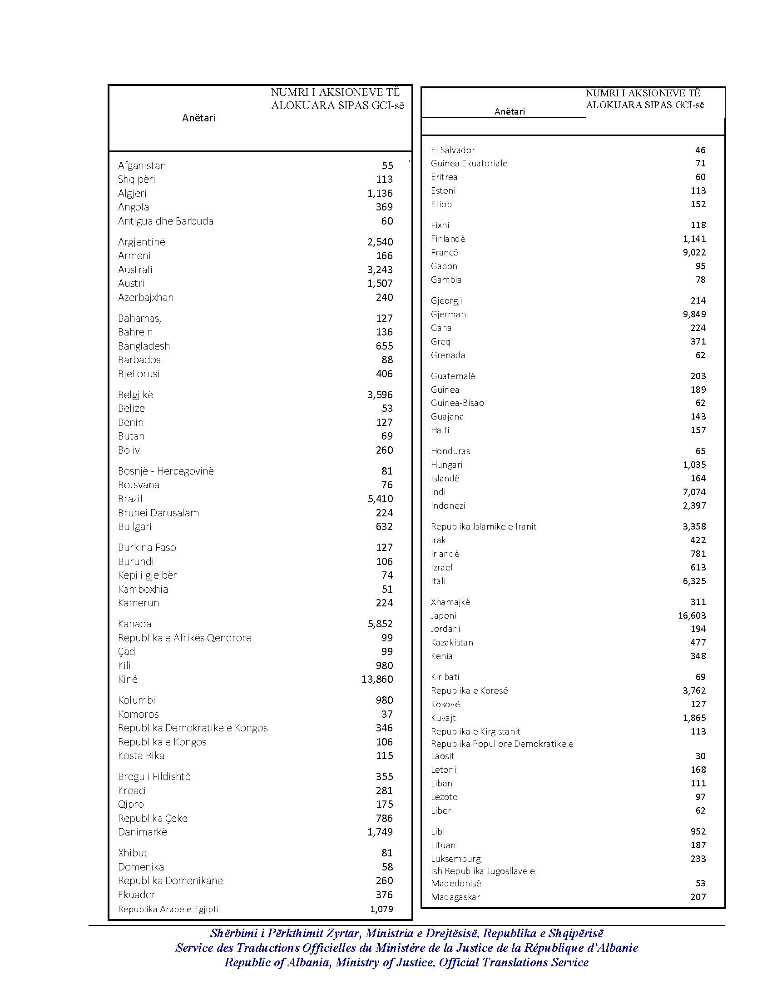 NUMRI I AKSIONEVE TË
ALOKUARA SIPAS GCI-së
Anëtari
Afganistan 55
Shqipëri 113
Algjeri 1,136
Angola 369
Antigua dhe Barbuda 60
Argjentinë 2,540
Armeni 166
Australi 3,243
Austri 1,507
Azerbajxhan 240
Bahamas, 127
Bahrein 136
Bangladesh 655
Barbados 88
Bjellorusi 406
Belgjikë 3,596
Belize 53
Benin 127
Butan 69
Bolivi 260
Bosnjë - Hercegovinë 81
Botsvana 76
Brazil 5,410
Brunei Darusalam 224
Bullgari 632
Burkina Faso 127
Burundi 106
Kepi i gjelbër 74
Kamboxhia 51
Kamerun 224
Kanada 5,852
Republika e Afrikës Qendrore 99
Çad 99
Kili 980
Kinë 13,860
Kolumbi 980
Komoros 37
Republika Demokratike e Kongos 346
Republika e Kongos 106
Kosta Rika 115
Bregu i Fildishtë 355
Kroaci 281
Qipro 175
Republika Çeke 786
Danimarkë 1,749
Xhibut 81
Domenika 58
Republika Domenikane 260
Ekuador 376
Republika Arabe e Egjiptit 1,079
NUMRI I AKSIONEVE TË
ALOKUARA SIPAS GCI-së
Anëtari
El Salvador 46
Guinea Ekuatoriale 71
Eritrea 60
Estoni 113
Etiopi 152
Fixhi 118
Finlandë 1,141
Francë 9,022
Gabon 95
Gambia 78
Gjeorgji 214
Gjermani 9,849
Gana 224
Greqi 371
Grenada 62
Guatemalë 203
Guinea 189
Guinea-Bisao 62
Guajana 143
Haiti 157
Honduras 65
Hungari 1,035
Islandë 164
Indi 7,074
Indonezi 2,397
Republika Islamike e Iranit 3,358
Irak 422
Irlandë 781
Izrael 613
Itali 6,325
Xhamajkë 311
Japoni 16,603
Jordani 194
Kazakistan 477
Kenia 348
Kiribati 69
Republika e Koresë 3,762
Kosovë 127
Kuvajt 1,865
Republika e Kirgistanit 113
Republika Popullore Demokratike e
Laosit 30
Letoni 168
Liban 111
Lezoto 97
Liberi 62
Libi 952
Lituani 187
Luksemburg 233
Ish Republika Jugosllave e
Maqedonisë 53
Madagaskar 207
Shërbimi i Përkthimit Zyrtar, Ministria e Drejtësisë, Republika e Shqipërisë
Service des Traductions Officielles du Ministére de la Justice de la République d’Albanie
Republic of Albania, Ministry of Justice, Official Translations Service